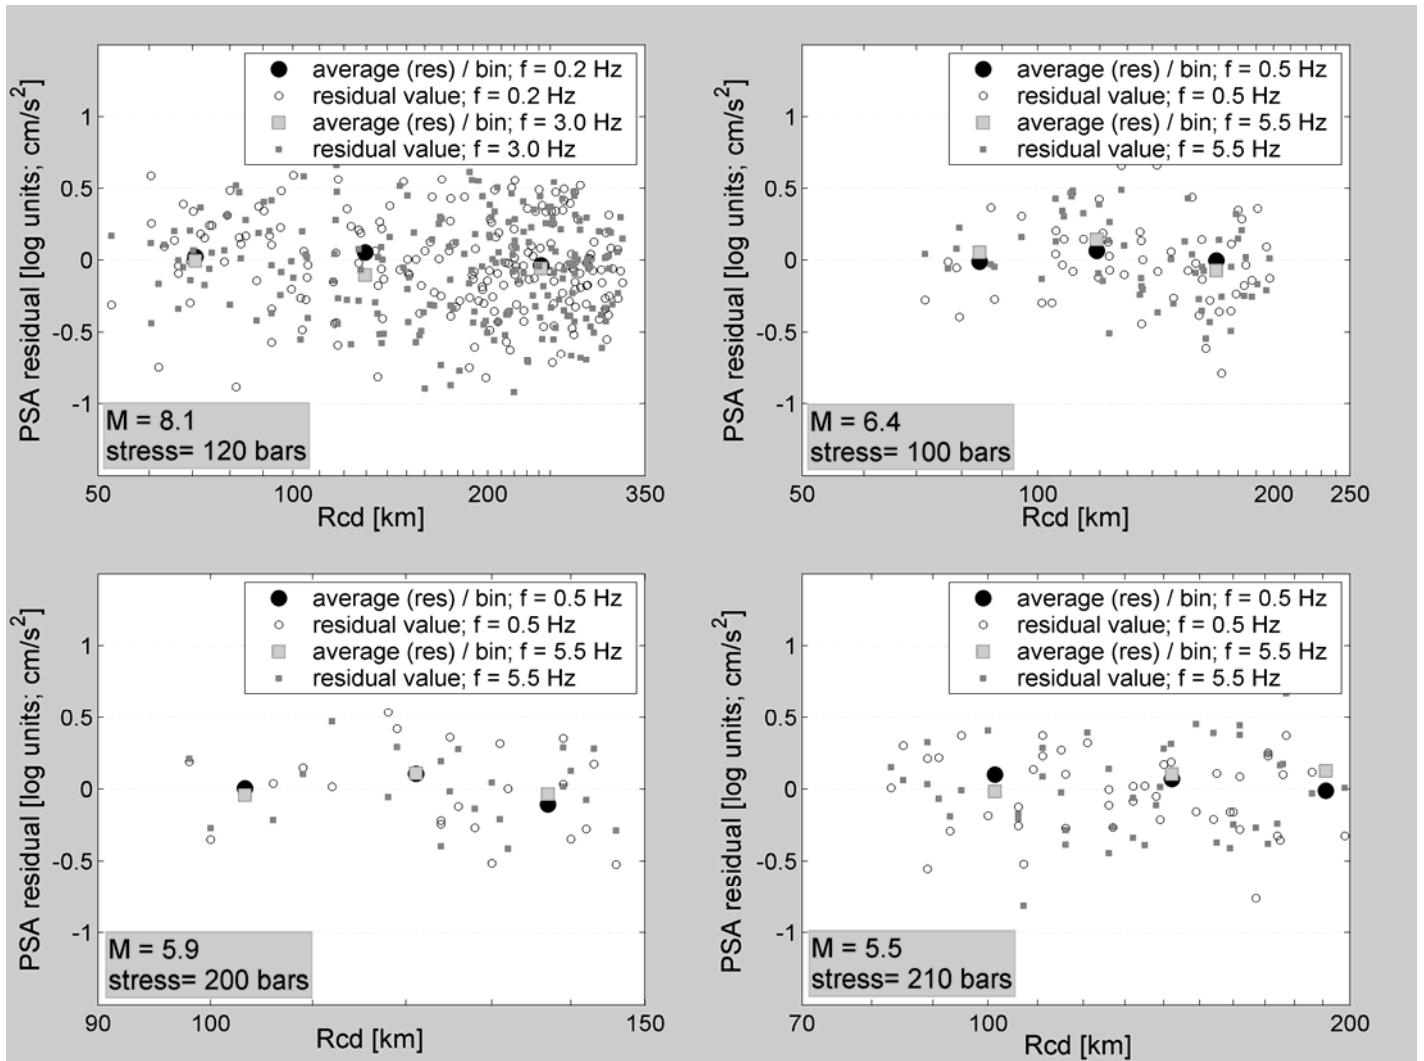 average (res) / bin; f = 0.2 Hz
residual value; f = 0.2 Hz
average (res) / bin; f = 3.0 Hz
residual value; f = 3.0 Hz
PSA residual [log units; cm/s²]
1
0.5
0
-0.5
-1
M = 8.1
stress= 120 bars
50
100
200
350
Rcd [km]
average (res) / bin; f = 0.5 Hz
residual value; f = 0.5 Hz
average (res) / bin; f = 5.5 Hz
residual value; f = 5.5 Hz
PSA residual [log units; cm/s²]
1
0.5
0
-0.5
-1
M = 6.4
stress= 100 bars
50
100
200
250
Rcd [km]
average (res) / bin; f = 0.5 Hz
residual value; f = 0.5 Hz
average (res) / bin; f = 5.5 Hz
residual value; f = 5.5 Hz
PSA residual [log units; cm/s²]
1
0.5
0
-0.5
-1
M = 5.9
stress= 200 bars
90
100
150
Rcd [km]
average (res) / bin; f = 0.5 Hz
residual value; f = 0.5 Hz
average (res) / bin; f = 5.5 Hz
residual value; f = 5.5 Hz
PSA residual [log units; cm/s²]
1
0.5
0
-0.5
-1
M = 5.5
stress= 210 bars
70
100
200
Rcd [km]